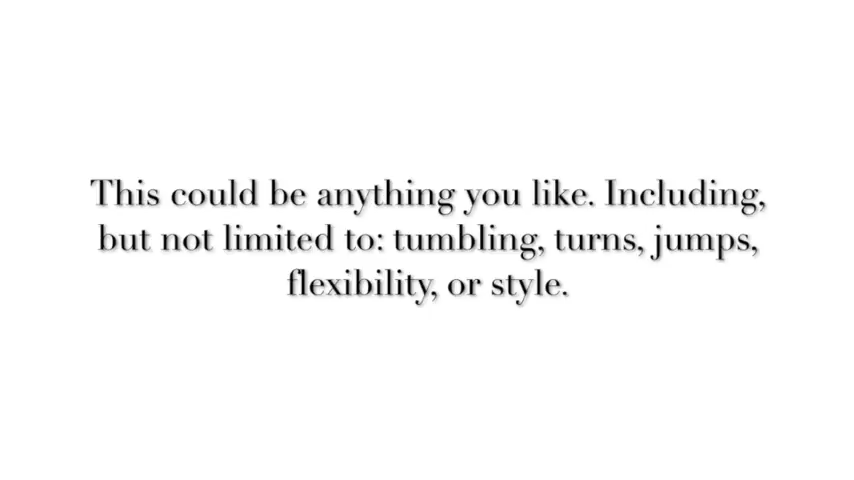 This could be anything you like. Including,
but not limited to: tumbling, turns, jumps,
flexibility, or style.